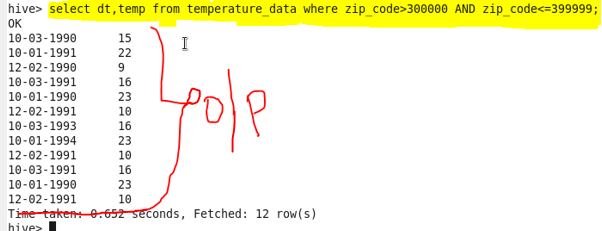 hive> select dt,temp from temperature_data where zip_code>300000 AND zip_code<=399999;
OK
10-03-1990 15
10-01-1991 22
12-02-1990 9
10-03-1991 16
10-01-1990 23
12-02-1991 10
10-03-1993 16
10-01-1994 23
12-02-1991 10
10-03-1991 16
10-01-1990 23
12-02-1991 10
O/P
Time taken: 0.652 seconds, Fetched: 12 row(s)
hive>